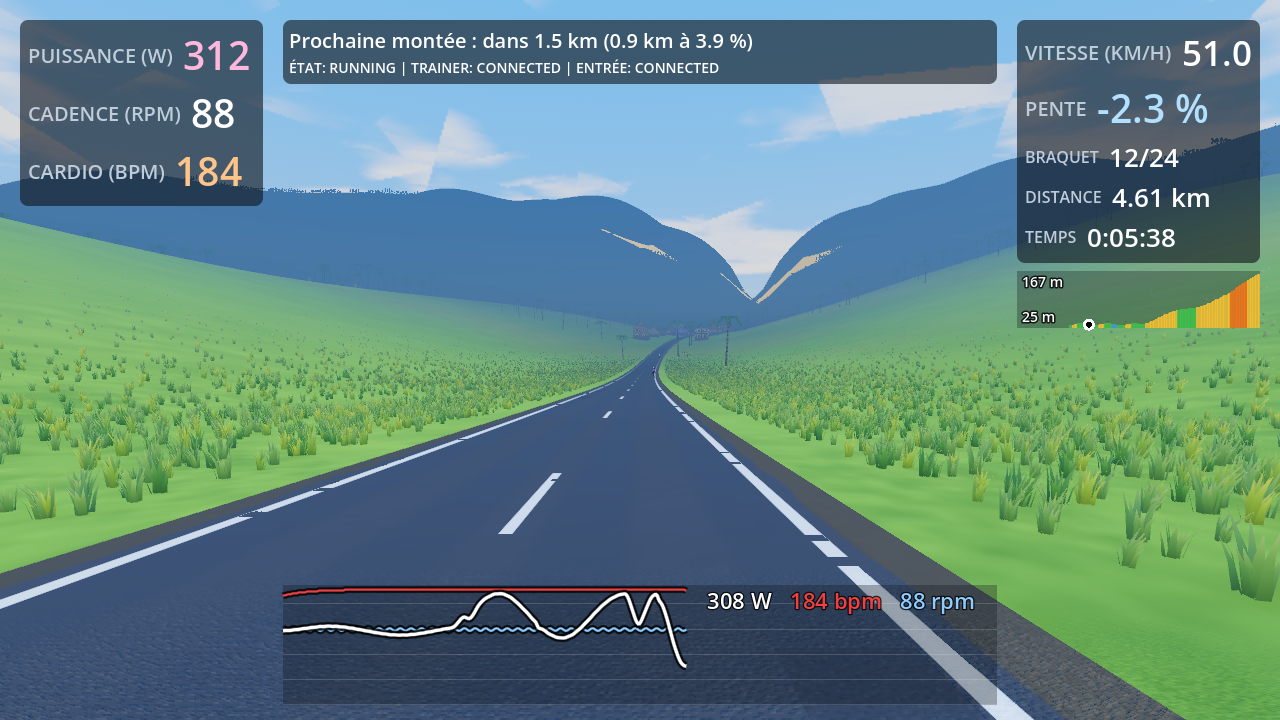 PUISSANCE (W) 312
CADENCE (RPM) 88
CARDIO (BPM) 184
Prochaine montée : dans 1.5 km (0.9 km à 3.9 %)
ÉTAT: RUNNING | TRAINER: CONNECTED | ENTRÉE: CONNECTED
VITESSE (KM/H) 51.0
PENTE -2.3 %
BRAQUET 12/24
DISTANCE 4.61 km
TEMPS 0:05:38
167 m
25 m
308 W 184 bpm 88 rpm